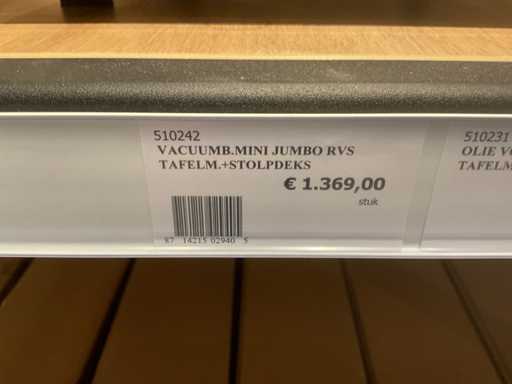 510242
VACUUMB.MINI JUMBO RVS
TAFELM.+STOLPDEKS
€ 1.369,00
stuk
87 14215 02940 5
510231
OLIE
TAFELM